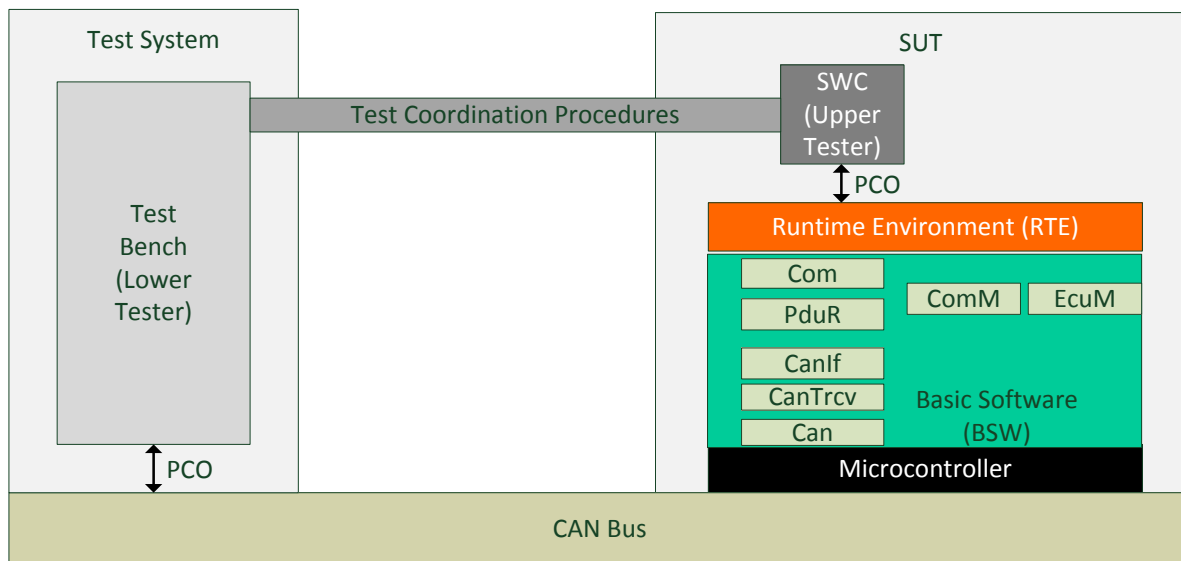 Test System
Test
Bench
(Lower
Tester)
PCO
Test Coordination Procedures
SUT
SWC
(Upper
Tester)
PCO
Runtime Environment (RTE)
Com
PduR
CanIf
CanTrcv
Can
ComM
EcuM
Basic Software
(BSW)
Microcontroller
CAN Bus